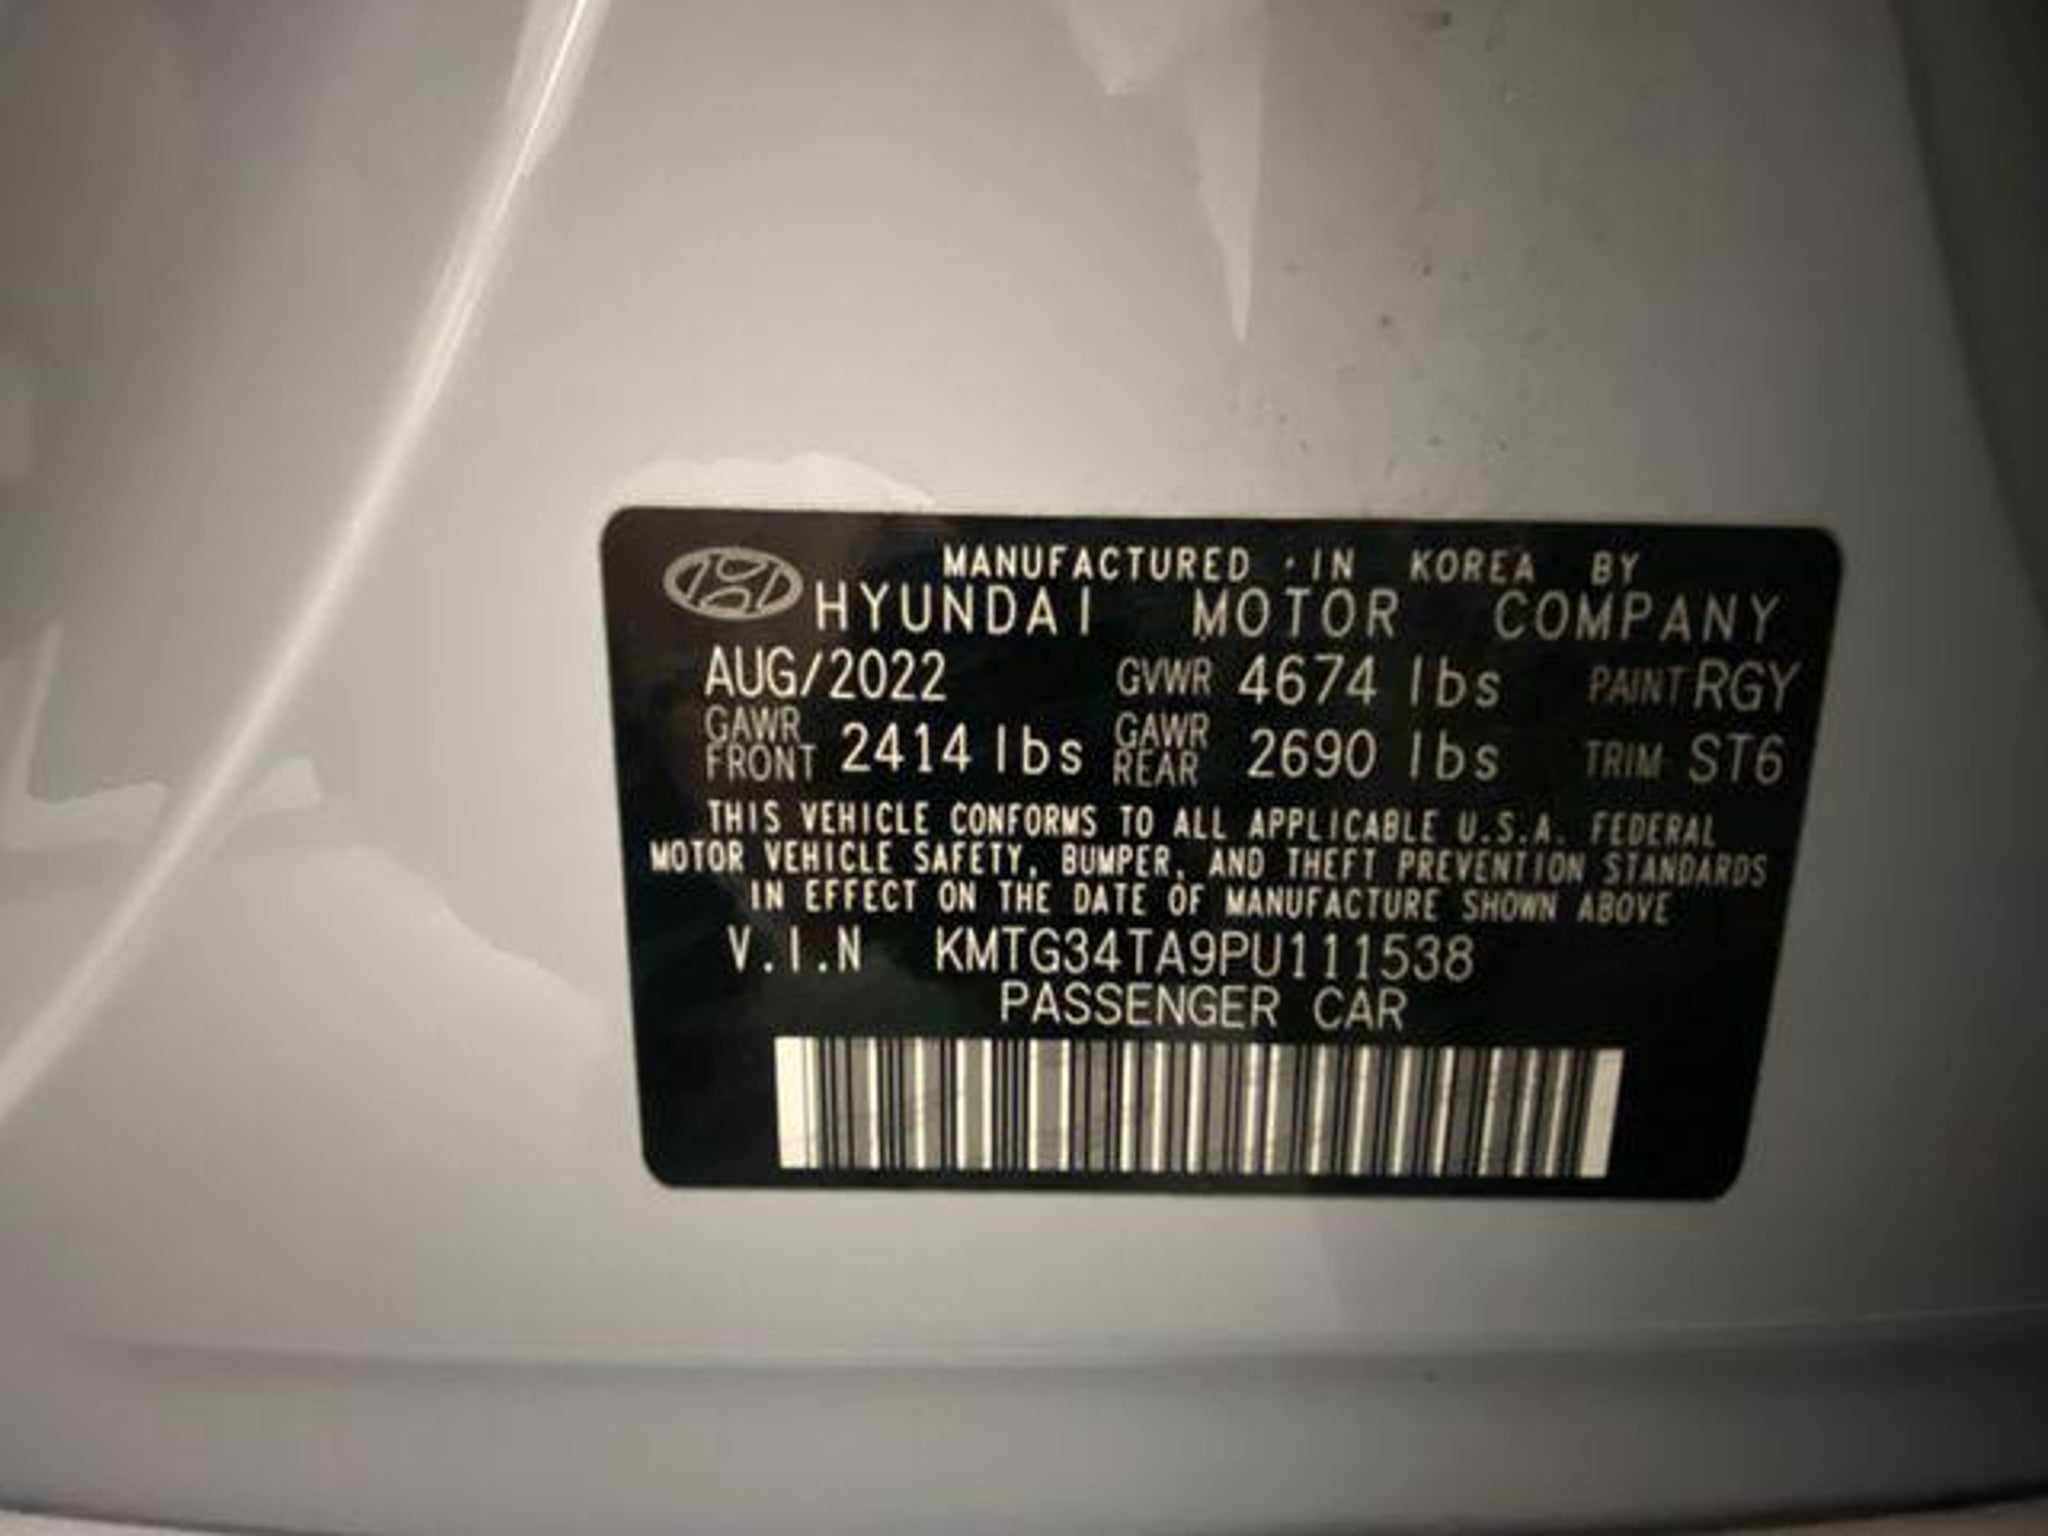 MANUFACTURED IN KOREA BY
HYUNDAI MOTOR COMPANY
AUG/2022 GVWR 4674 lbs PAINT RGY
GAWR FRONT 2414 lbs GAWR REAR 2690 lbs TRIM ST6
THIS VEHICLE CONFORMS TO ALL APPLICABLE U.S.A. FEDERAL
MOTOR VEHICLE SAFETY, BUMPER, AND THEFT PREVENTION STANDARDS
IN EFFECT ON THE DATE OF MANUFACTURE SHOWN ABOVE
V.I.N KMTG34TA9PU111538
PASSENGER CAR